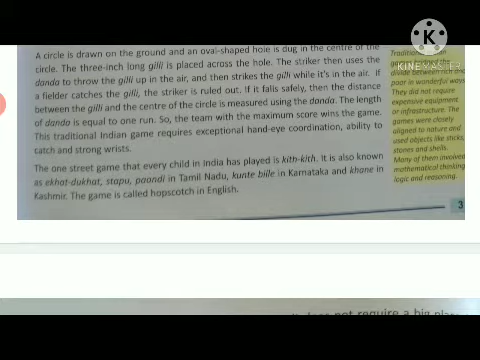 A circle is drawn on the ground and an oval-shaped hole is dug in the centre of the
circle. The three-inch long gilli is placed across the hole. The striker then uses the
danda to throw the gilli up in the air, and then strikes the gilli while it's in the air. If
a fielder catches the gilli, the striker is ruled out. If it falls safely, then the distance
between the gilli and the centre of the circle is measured using the danda. The length
of danda is equal to one run. So, the team with the maximum score wins the game.
This traditional Indian game requires exceptional hand-eye coordination, ability to
catch and strong wrists.
The one street game that every child in India has played is kith-kith. It is also known
as ekhat-dukhat, stapu, paandi in Tamil Nadu, kunte bille in Karnataka and khane in
Kashmir. The game is called hopscotch in English.
Traditional
divide between rich and
poor in wonderful ways
They did not require
expensive equipment
or infrastructure. The
games were closely
aligned to nature and
used objects like sticks,
stones and shells.
Many of them involved
mathematical thinking
logic and reasoning.
3
not require a big
K
KINEMASTER